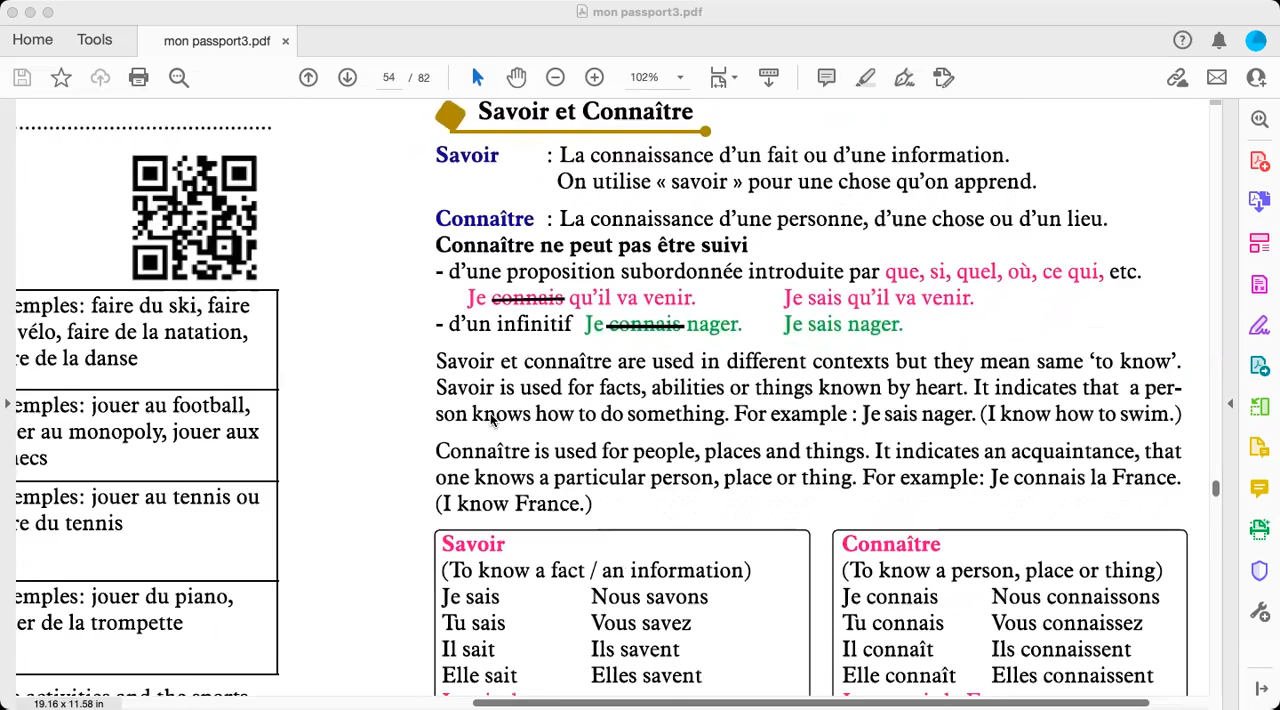 mon passport3.pdf
Home Tools mon passport3.pdf ×
54 / 82 102%
emples: faire du ski, faire
vélo, faire de la natation,
re de la danse
emples: jouer au football,
er au monopoly, jouer aux
ecs
emples: jouer au tennis ou
re du tennis
emples: jouer du piano,
er de la trompette
Savoir et Connaître
Savoir : La connaissance d'un fait ou d'une information.
On utilise « savoir » pour une chose qu'on apprend.
Connaître : La connaissance d'une personne, d'une chose ou d'un lieu.
Connaître ne peut pas être suivi
- d'une proposition subordonnée introduite par que, si, quel, où, ce qui, etc.
Je connais qu'il va venir. Je sais qu'il va venir.
- d'un infinitif Je connais nager. Je sais nager.
Savoir et connaître are used in different contexts but they mean same ‘to know’.
Savoir is used for facts, abilities or things known by heart. It indicates that a per-
son knows how to do something. For example : Je sais nager. (I know how to swim.)
Connaître is used for people, places and things. It indicates an acquaintance, that
one knows a particular person, place or thing. For example: Je connais la France.
(I know France.)
Savoir
(To know a fact / an information)
Je sais Nous savons
Tu sais Vous savez
Il sait Ils savent
Elle sait Elles savent
Connaître
(To know a person, place or thing)
Je connais Nous connaissons
Tu connais Vous connaissez
Il connaît Ils connaissent
Elle connaît Elles connaissent
19.16 x 11.58 in